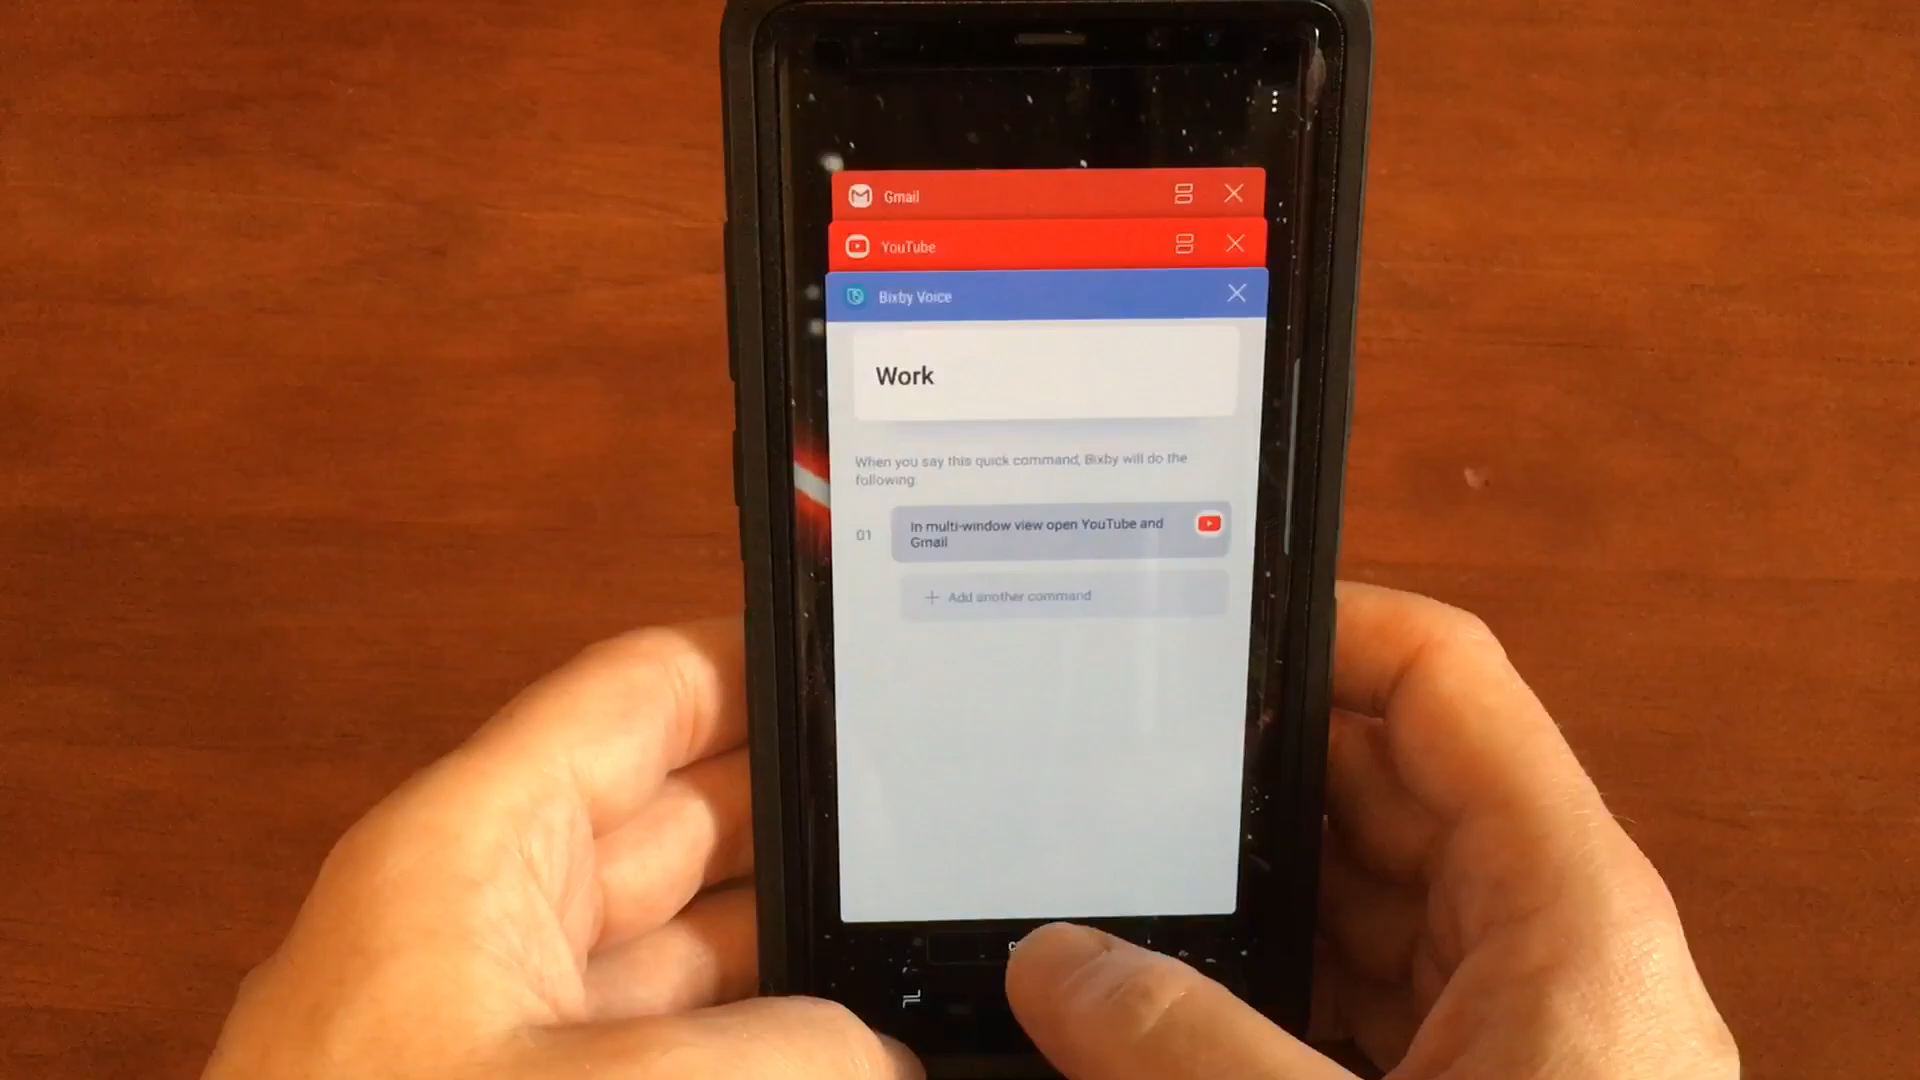 Gmail
YouTube
Bixby Voice
Work
When you say this quick command, Bixby will do the
following:
01
In multi-window view open YouTube and
Gmail
+ Add another command